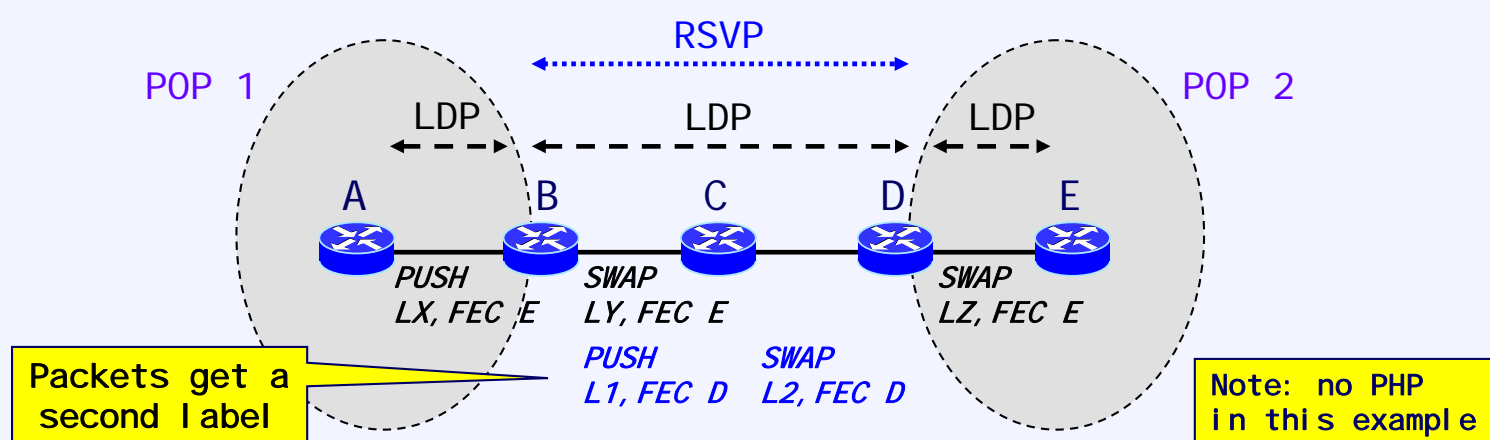 RSVP
POP 1
POP 2
LDP
LDP
LDP
A
B
C
D
E
PUSH
LX, FEC E
SWAP
LY, FEC E
SWAP
LZ, FEC E
PUSH
L1, FEC D
SWAP
L2, FEC D
Packets get a
second label
Note: no PHP
in this example